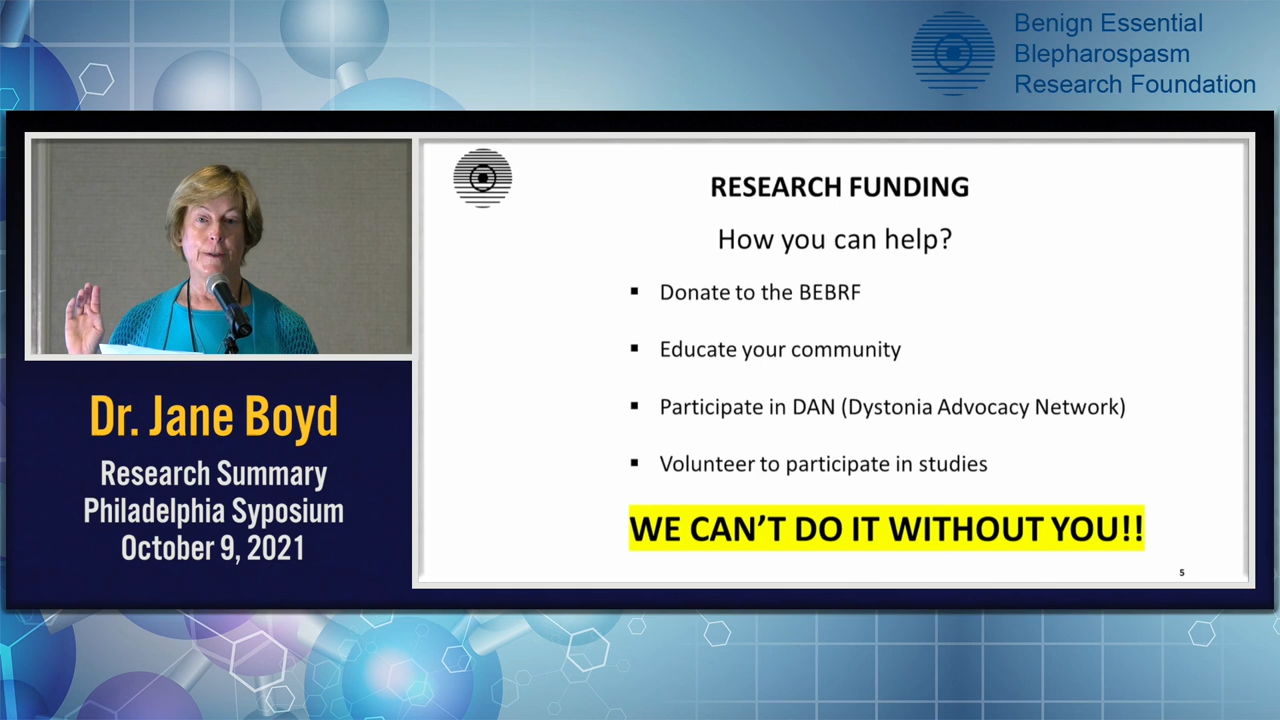 Benign Essential
Blepharospasm
Research Foundation
RESEARCH FUNDING
How you can help?
▪ Donate to the BEBRF
▪ Educate your community
▪ Participate in DAN (Dystonia Advocacy Network)
▪ Volunteer to participate in studies
WE CAN'T DO IT WITHOUT YOU!!
5
Dr. Jane Boyd
Research Summary
Philadelphia Syposium
October 9, 2021